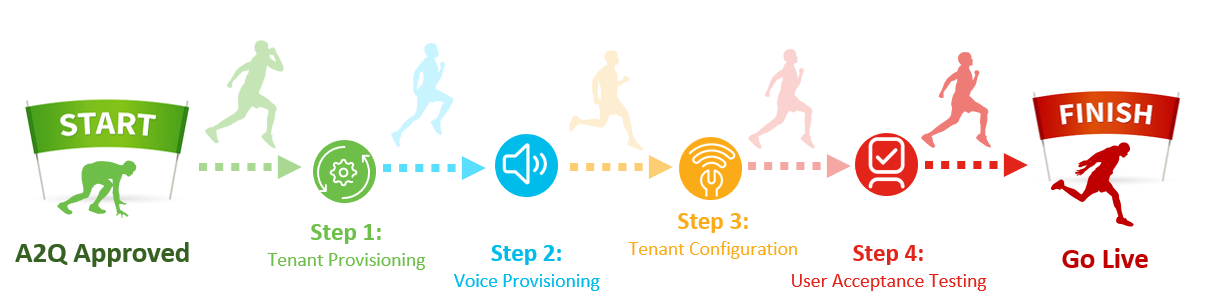 START
A2Q Approved
Step 1:
Tenant Provisioning
Step 2:
Voice Provisioning
Step 3:
Tenant Configuration
Step 4:
User Acceptance Testing
FINISH
Go Live